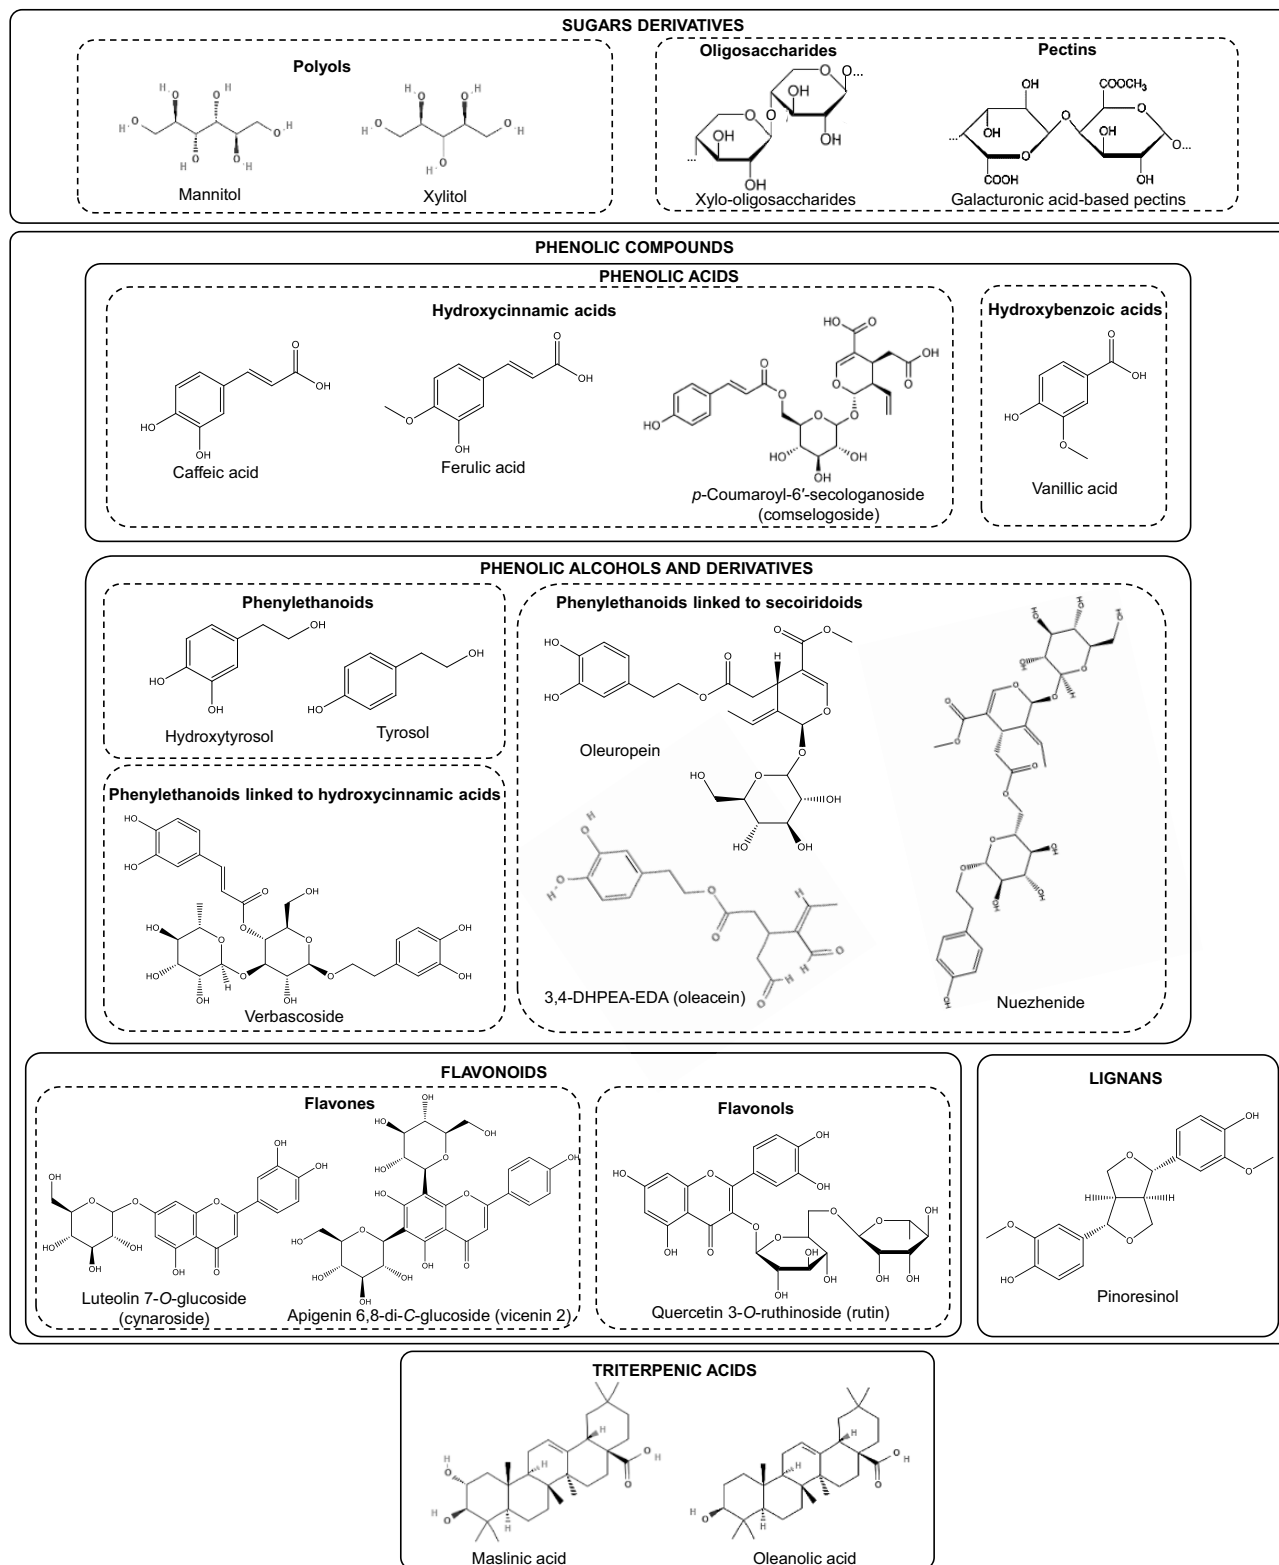 SUGARS DERIVATIVES
Polyols
Mannitol
Xylitol
Oligosaccharides
Xylo-oligosaccharides
Pectins
COOCH3
COOH
Galacturonic acid-based pectins
PHENOLIC COMPOUNDS
PHENOLIC ACIDS
Hydroxycinnamic acids
Caffeic acid
Ferulic acid
p-Coumaroyl-6′-secologanoside
(comselogoside)
Hydroxybenzoic acids
Vanillic acid
PHENOLIC ALCOHOLS AND DERIVATIVES
Phenylethanoids
Hydroxytyrosol
Tyrosol
Phenylethanoids linked to hydroxycinnamic acids
Verbascoside
Phenylethanoids linked to secoiridoids
Oleuropein
3,4-DHPEA-EDA (oleacein)
Nuezhenide
FLAVONOIDS
Flavones
Luteolin 7-O-glucoside
(cynaroside)
Apigenin 6,8-di-C-glucoside (vicenin 2)
Flavonols
Quercetin 3-O-ruthinoside (rutin)
LIGNANS
Pinoresinol
TRITERPENIC ACIDS
Maslinic acid
Oleanolic acid